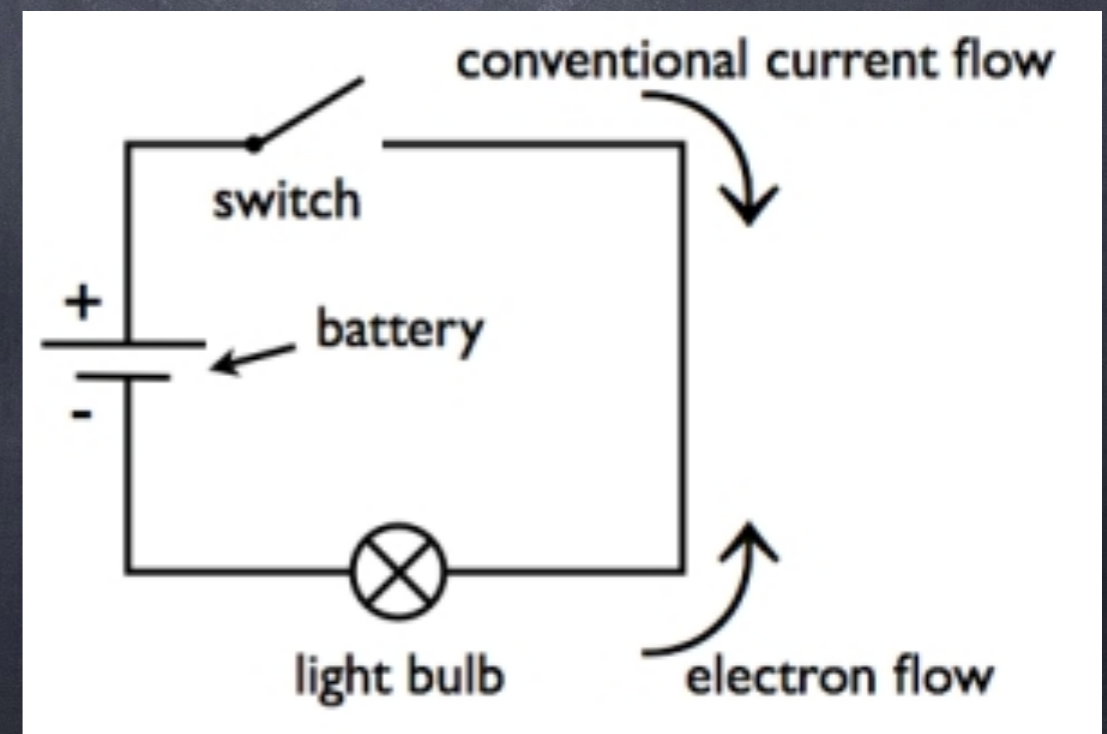 conventional current flow
switch
+
battery
-
light bulb
electron flow